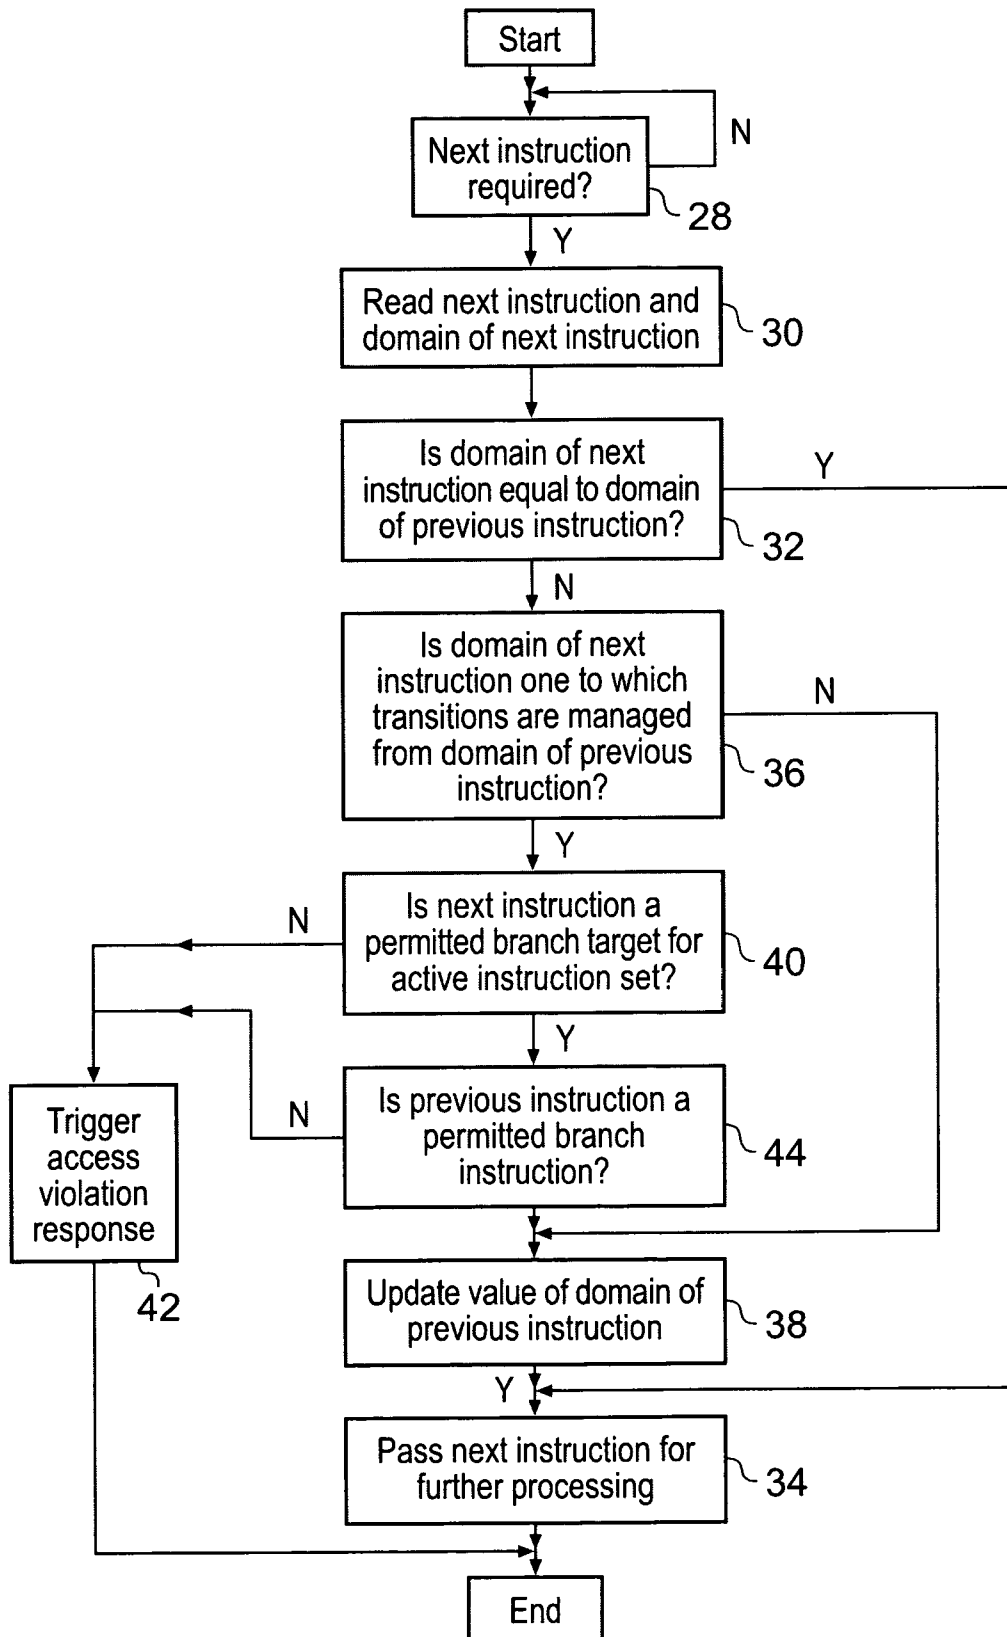 Start
Next instruction
required?
N
28
Y
Read next instruction and
domain of next instruction
30
Is domain of next
instruction equal to domain
of previous instruction?
Y
32
N
Is domain of next
instruction one to which
transitions are managed
from domain of previous
instruction?
N
36
Y
Is next instruction a
permitted branch target for
active instruction set?
N
40
Y
Is previous instruction a
permitted branch
instruction?
N
44
Trigger
access
violation
response
42
Update value of domain of
previous instruction
38
Y
Pass next instruction for
further processing
34
End